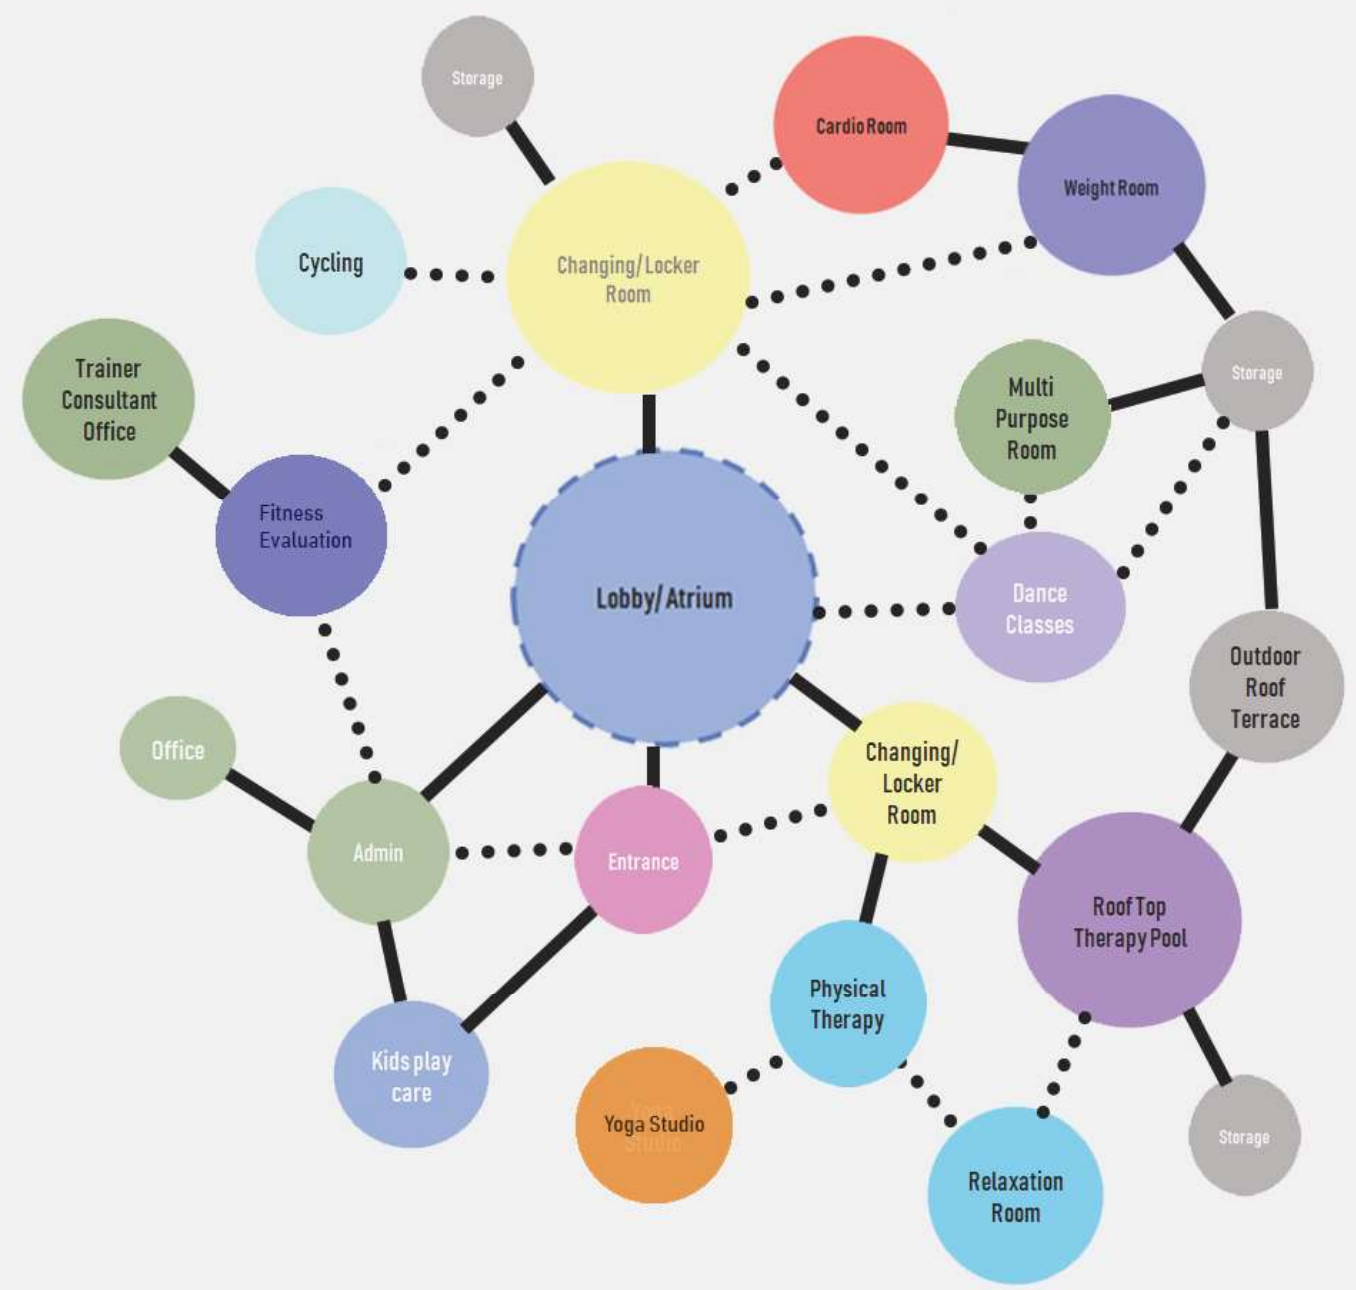 Storage
Cardio Room
Weight Room
Cycling
Changing/Locker
Room
Trainer
Consultant
Office
Multi
Purpose
Room
Storage
Fitness
Evaluation
Lobby/Atrium
Dance
Classes
Outdoor
Roof
Terrace
Office
Changing/
Locker
Room
Admin
Entrance
Roof Top
Therapy Pool
Physical
Therapy
Kids play
care
Yoga
Studio
Yoga Studio
Storage
Relaxation
Room